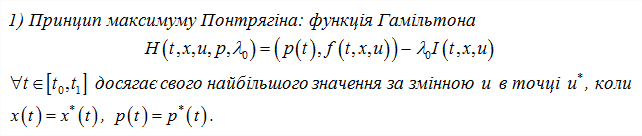 1) Принцип максимуму Понтрягіна: функція Гамільтона
H(t,x,u,p,λ₀)=(p(t),f(t,x,u))−λ₀I(t,x,u)
∀t∈[t₀,t₁] досягає свого найбільшого значення за змінною u в точці u*, коли
x(t)=x*(t), p(t)=p*(t).